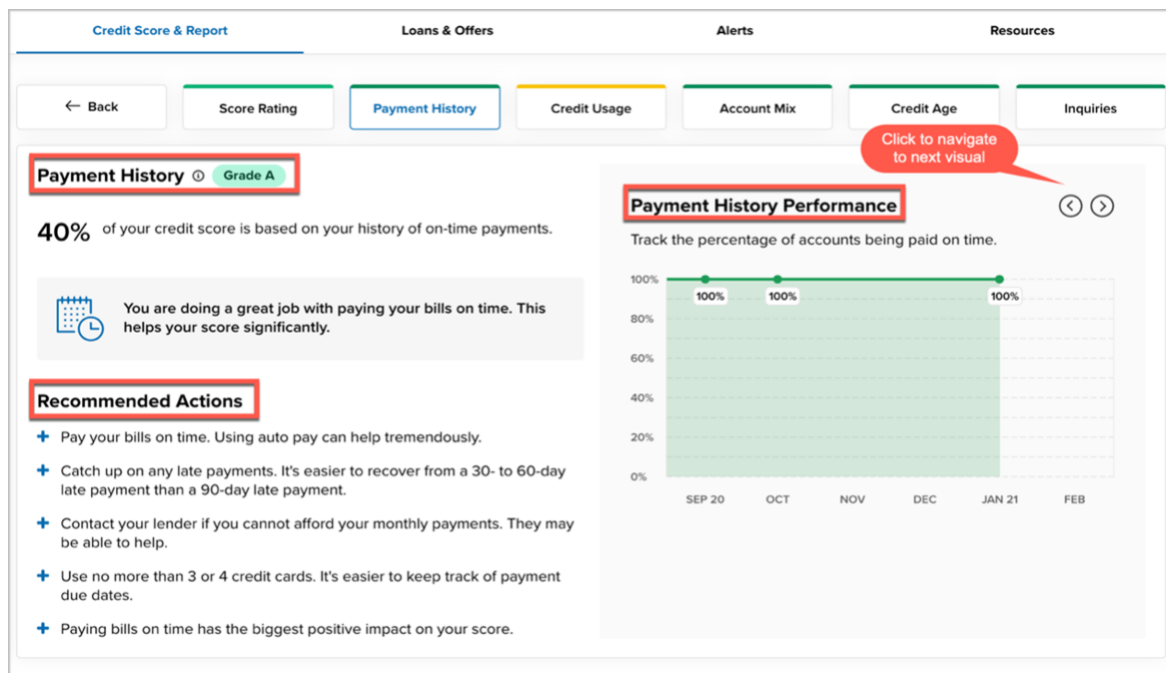 Credit Score & Report
Loans & Offers
Alerts
Resources
← Back
Score Rating
Payment History
Credit Usage
Account Mix
Credit Age
Inquiries
Click to navigate
to next visual
Payment History ⓘ Grade A
40% of your credit score is based on your history of on-time payments.
You are doing a great job with paying your bills on time. This
helps your score significantly.
Recommended Actions
+ Pay your bills on time. Using auto pay can help tremendously.
+ Catch up on any late payments. It's easier to recover from a 30- to 60-day
late payment than a 90-day late payment.
+ Contact your lender if you cannot afford your monthly payments. They may
be able to help.
+ Use no more than 3 or 4 credit cards. It's easier to keep track of payment
due dates.
+ Paying bills on time has the biggest positive impact on your score.
Payment History Performance
Track the percentage of accounts being paid on time.
100%
100% 100% 100%
80%
60%
40%
20%
0%
SEP 20 OCT NOV DEC JAN 21 FEB